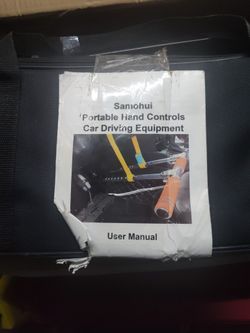 Samohui
Portable Hand Controls
Car Driving Equipment
User Manual